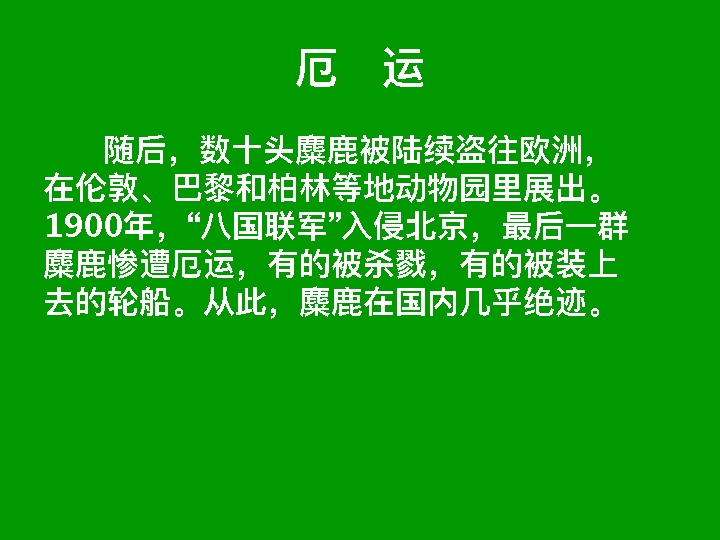 厄　运
随后，数十头麋鹿被陆续盗往欧洲，
在伦敦、巴黎和柏林等地动物园里展出。
1900年，“八国联军”入侵北京，最后一群
麋鹿惨遭厄运，有的被杀戮，有的被装上
去的轮船。从此，麋鹿在国内几乎绝迹。